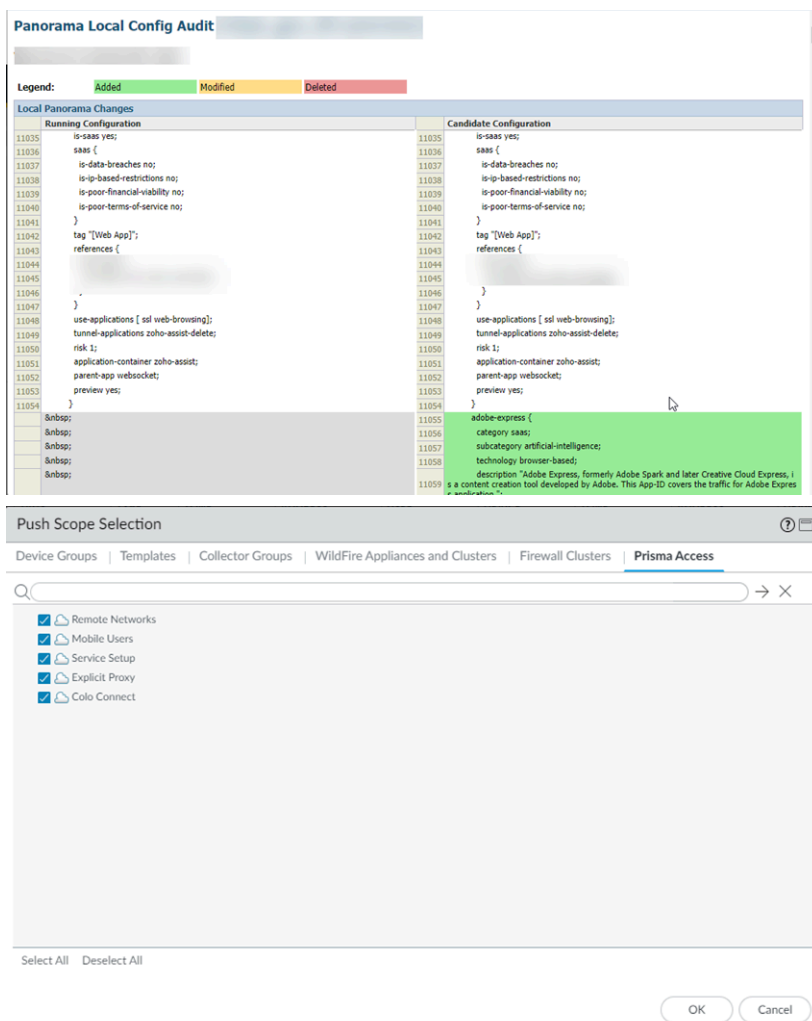 Panorama Local Config Audit
Legend: Added Modified Deleted
Local Panorama Changes
Running Configuration Candidate Configuration
11035 is-saas yes; 11035 is-saas yes;
11036 saas { 11036 saas {
11037 is-data-breaches no; 11037 is-data-breaches no;
11038 is-ip-based-restrictions no; 11038 is-ip-based-restrictions no;
11039 is-poor-financial-viability no; 11039 is-poor-financial-viability no;
11040 is-poor-terms-of-service no; 11040 is-poor-terms-of-service no;
11041 } 11041 }
11042 tag "[Web App]"; 11042 tag "[Web App]";
11043 references { 11043 references {
11044 11044
11045 11045
11046 11046 }
11047 } 11047 }
11048 use-applications [ ssl web-browsing]; 11048 use-applications [ ssl web-browsing];
11049 tunnel-applications zoho-assist-delete; 11049 tunnel-applications zoho-assist-delete;
11050 risk 1; 11050 risk 1;
11051 application-container zoho-assist; 11051 application-container zoho-assist;
11052 parent-app websocket; 11052 parent-app websocket;
11053 preview yes; 11053 preview yes;
11054 } 11054 }
&nbsp; 11055 adobe-express {
&nbsp; 11056 category saas;
&nbsp; 11057 subcategory artificial-intelligence;
&nbsp; 11058 technology browser-based;
&nbsp; description "Adobe Express, formerly Adobe Spark and later Creative Cloud Express, i
11059 s a content creation tool developed by Adobe. This App-ID covers the traffic for Adobe Expres
s application.";
Push Scope Selection
Device Groups | Templates | Collector Groups | WildFire Appliances and Clusters | Firewall Clusters | Prisma Access
Remote Networks
Mobile Users
Service Setup
Explicit Proxy
Colo Connect
Select All Deselect All
OK Cancel